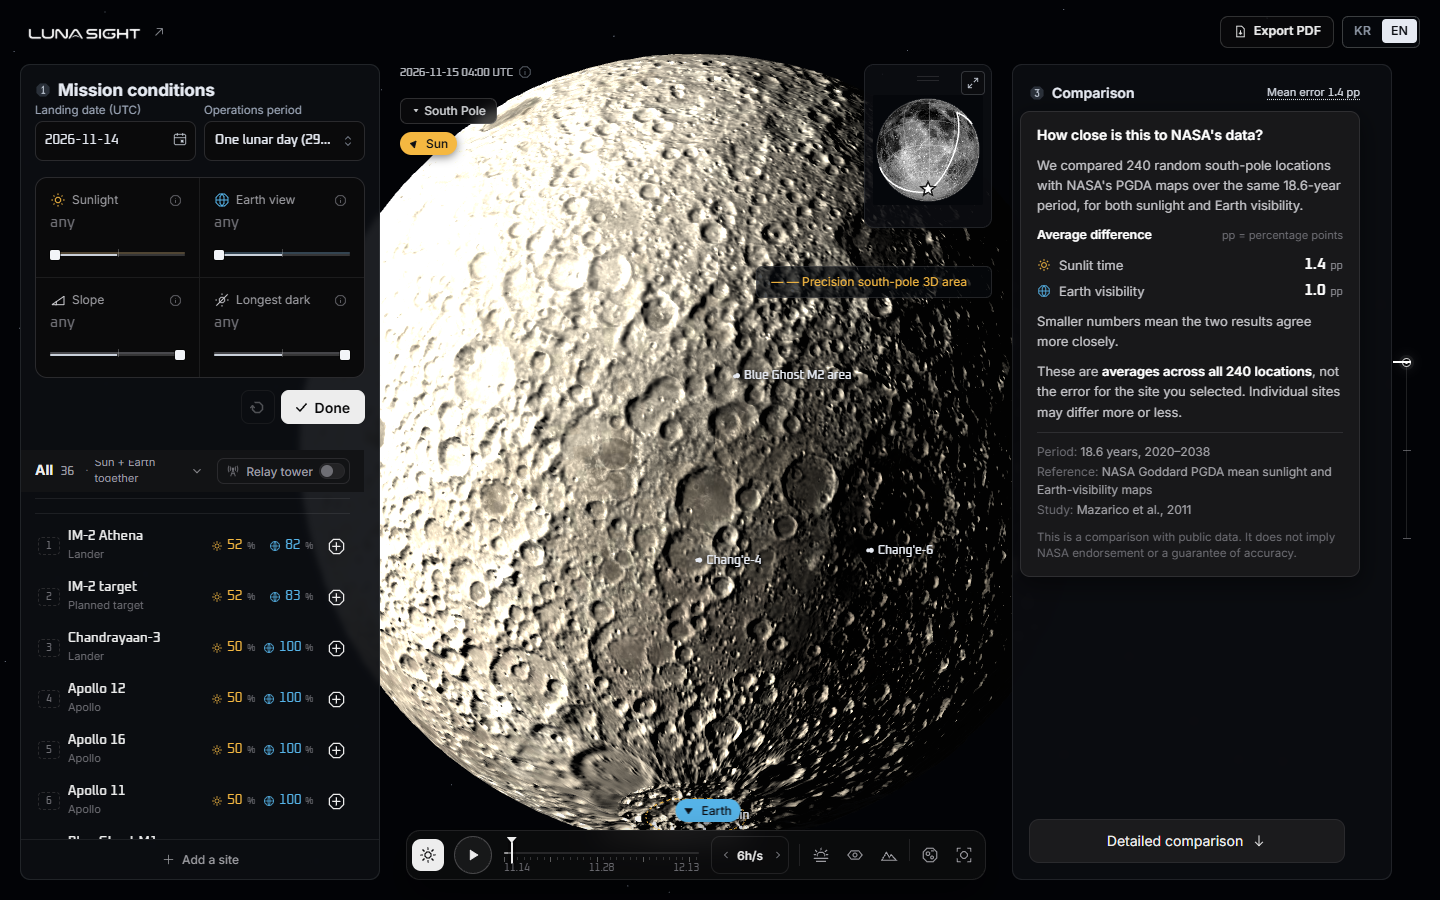 LUNA SIGHT
Export PDF
KR
EN
1 Mission conditions
Landing date (UTC)
Operations period
2026-11-14
One lunar day (29...
Sunlight
any
Earth view
any
Slope
any
Longest dark
any
Done
All 36 · Sun + Earth together
Relay tower
1
IM-2 Athena
Lander
52 %
82 %
2
IM-2 target
Planned target
52 %
83 %
3
Chandrayaan-3
Lander
50 %
100 %
4
Apollo 12
Apollo
50 %
100 %
5
Apollo 16
Apollo
50 %
100 %
6
Apollo 11
Apollo
50 %
100 %
Add a site
2026-11-15 04:00 UTC
South Pole
Sun
Precision south-pole 3D area
Blue Ghost M2 area
Chang'e-4
Chang'e-6
Earth
11.14
11.28
12.13
6h/s
3 Comparison
Mean error 1.4 pp
How close is this to NASA's data?
We compared 240 random south-pole locations
with NASA's PGDA maps over the same 18.6-year
period, for both sunlight and Earth visibility.
Average difference
pp = percentage points
Sunlit time
1.4 pp
Earth visibility
1.0 pp
Smaller numbers mean the two results agree
more closely.
These are averages across all 240 locations, not
the error for the site you selected. Individual sites
may differ more or less.
Period: 18.6 years, 2020–2038
Reference: NASA Goddard PGDA mean sunlight and
Earth-visibility maps
Study: Mazarico et al., 2011
This is a comparison with public data. It does not imply
NASA endorsement or a guarantee of accuracy.
Detailed comparison